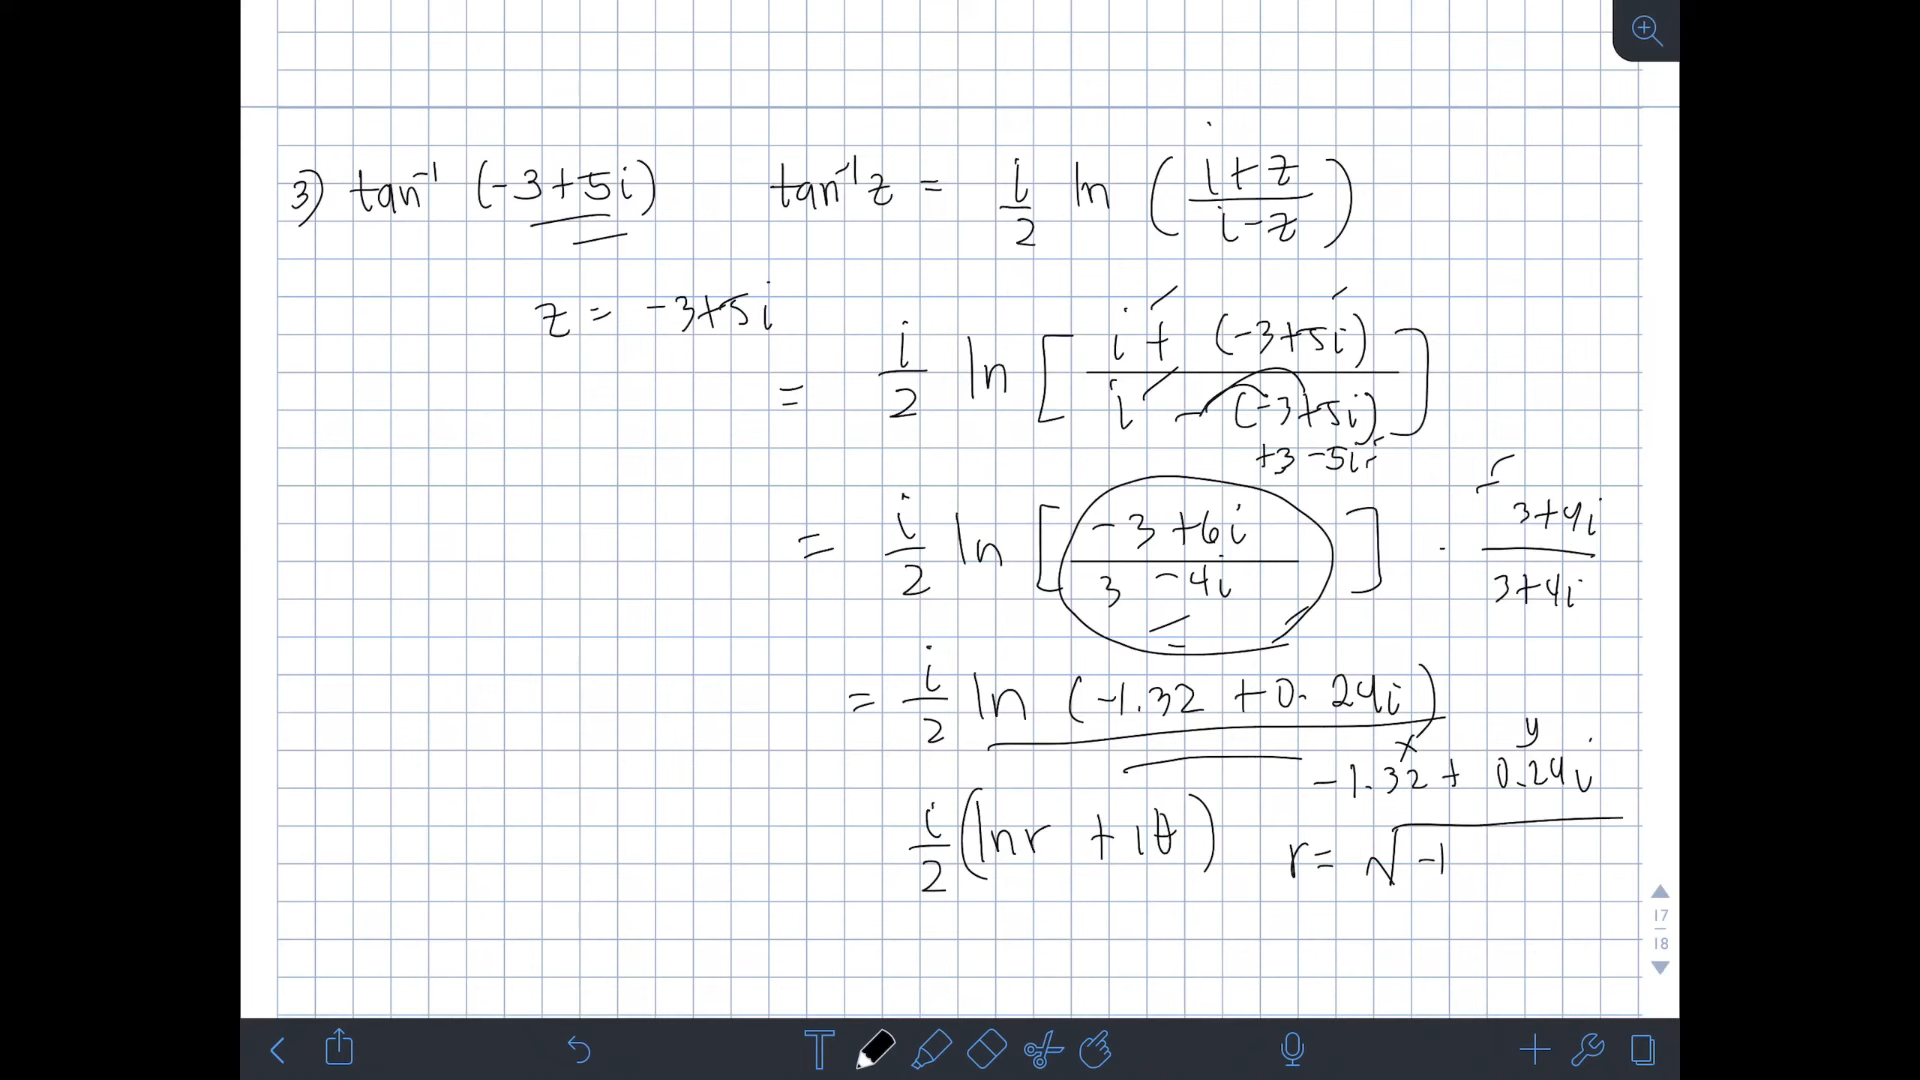 3) tan⁻¹ (-3+5i) tan⁻¹z = i/2 ln ( i+z / i-z )
z = -3+5i
= i/2 ln [ i + (-3+5i) / i - (-3+5i) ]
+3 -5i
= i/2 ln [ -3 +6i / 3 -4i ] · 3+4i / 3+4i
= i/2 ln (-1.32 +0.24i)
x y
-1.32 + 0.24i
i/2 (ln r + iθ) r = √-1
17
18
T